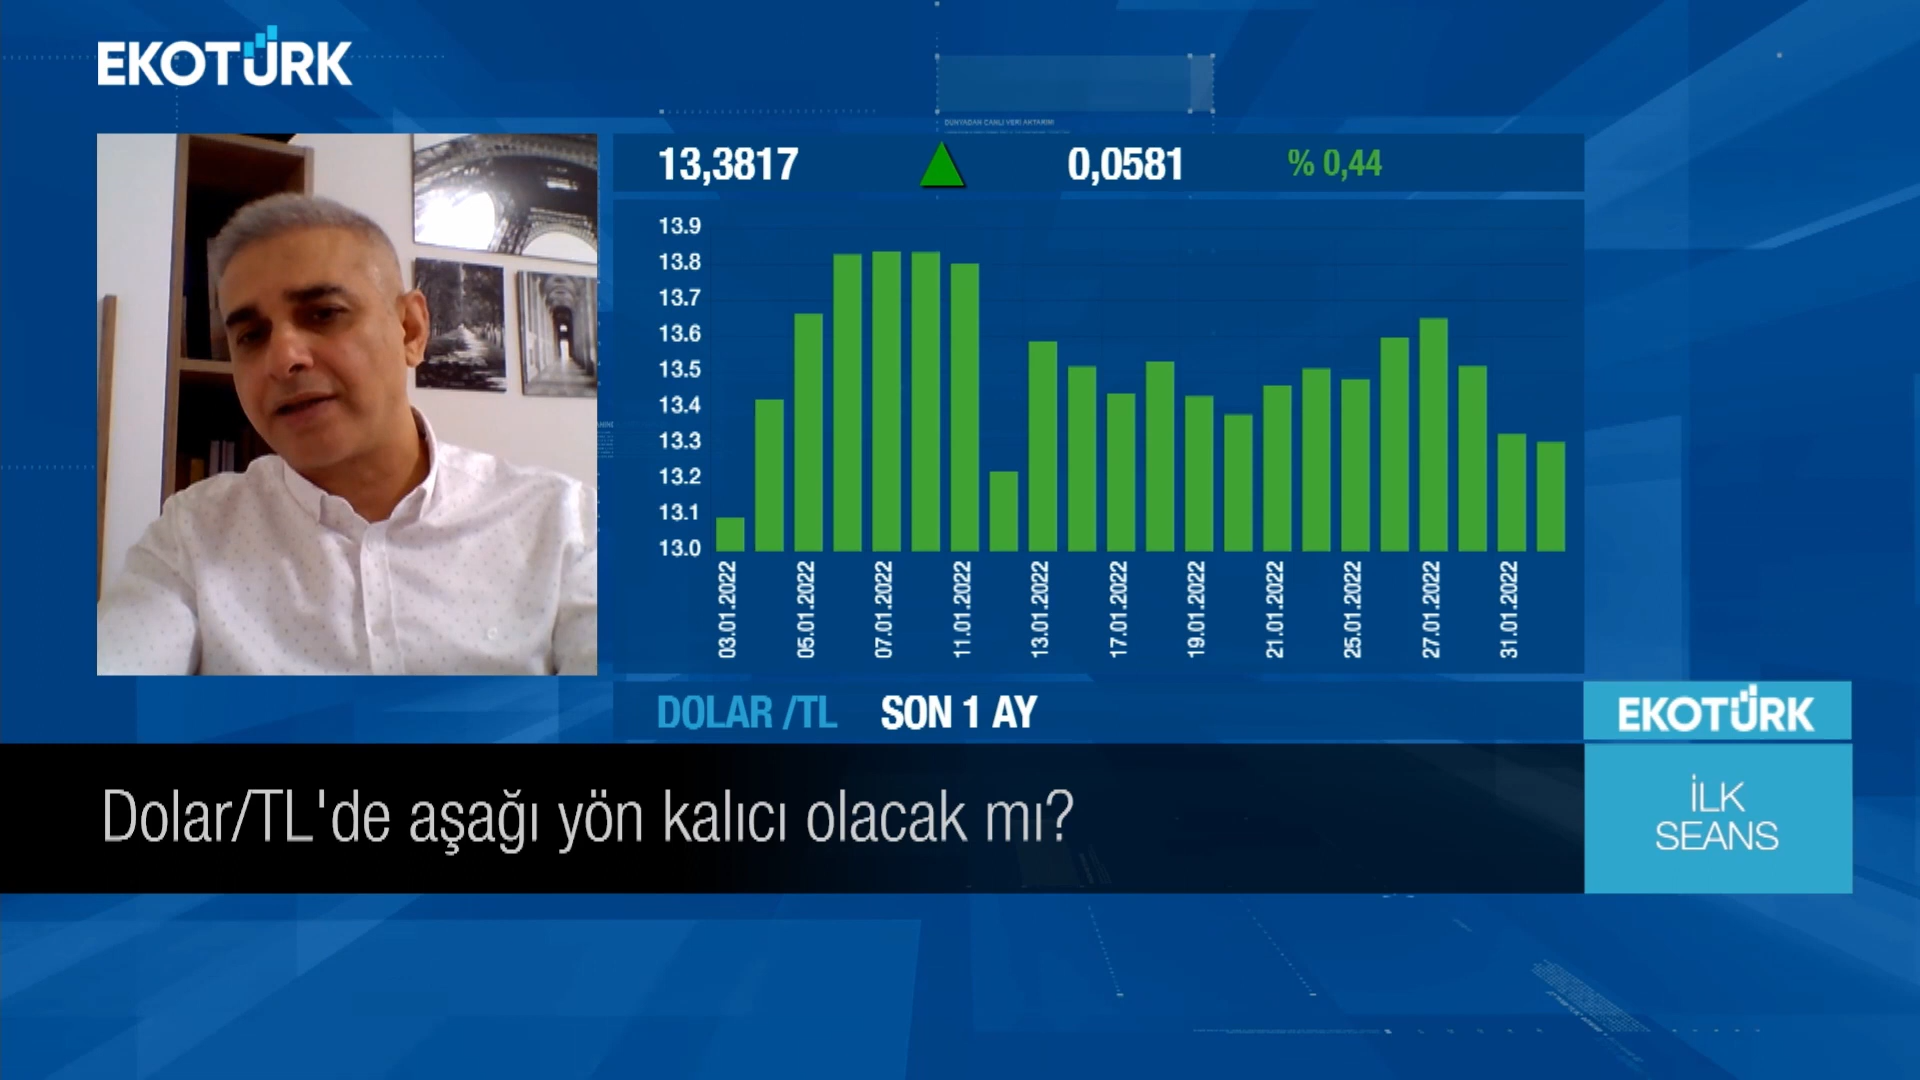 EKOTÜRK
DÜNYADAN CANLI VERİ AKTARIMI
13,3817 0,0581 % 0,44
13.9
13.8
13.7
13.6
13.5
13.4
13.3
13.2
13.1
13.0
03.01.2022 05.01.2022 07.01.2022 11.01.2022 13.01.2022 17.01.2022 19.01.2022 21.01.2022 25.01.2022 27.01.2022 31.01.2022
DOLAR /TL SON 1 AY
EKOTÜRK
Dolar/TL'de aşağı yön kalıcı olacak mı?
İLK
SEANS